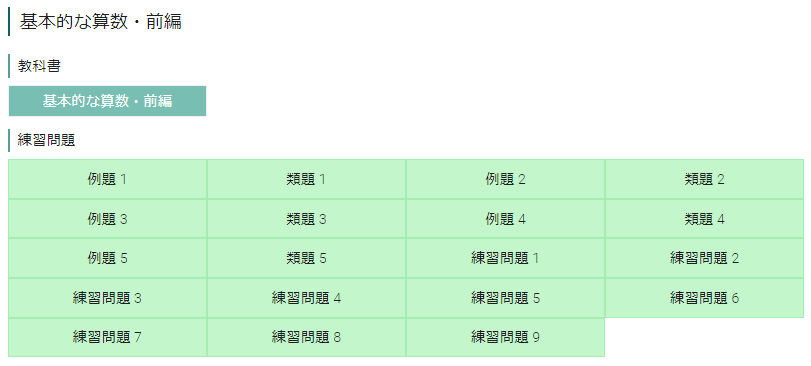 基本的な算数・前編
教科書
基本的な算数・前編
練習問題
例題 1 類題 1 例題 2 類題 2
例題 3 類題 3 例題 4 類題 4
例題 5 類題 5 練習問題 1 練習問題 2
練習問題 3 練習問題 4 練習問題 5 練習問題 6
練習問題 7 練習問題 8 練習問題 9